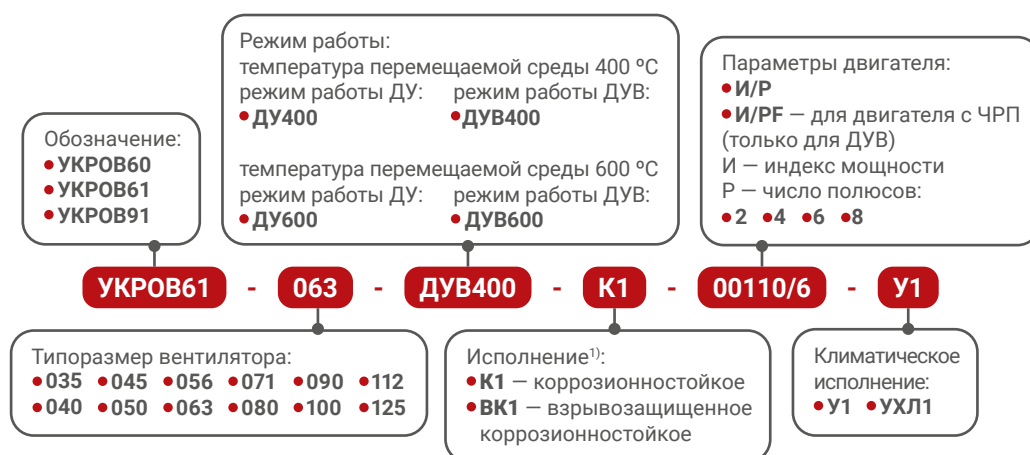 Режим работы:
температура перемещаемой среды 400 ºС
режим работы ДУ: режим работы ДУВ:
• ДУ400 • ДУВ400
температура перемещаемой среды 600 ºС
режим работы ДУ: режим работы ДУВ:
• ДУ600 • ДУВ600
Параметры двигателя:
• И/Р
• И/PF — для двигателя с ЧРП
(только для ДУВ)
И — индекс мощности
Р — число полюсов:
• 2 • 4 • 6 • 8
Обозначение:
• УКРОВ60
• УКРОВ61
• УКРОВ91
УКРОВ61 - 063 - ДУВ400 - К1 - 00110/6 - У1
Типоразмер вентилятора:
• 035 • 045 • 056 • 071 • 090 • 112
• 040 • 050 • 063 • 080 • 100 • 125
Исполнение¹⁾:
• К1 — коррозионностойкое
• ВК1 — взрывозащищенное
коррозионностойкое
Климатическое
исполнение:
• У1 • УХЛ1